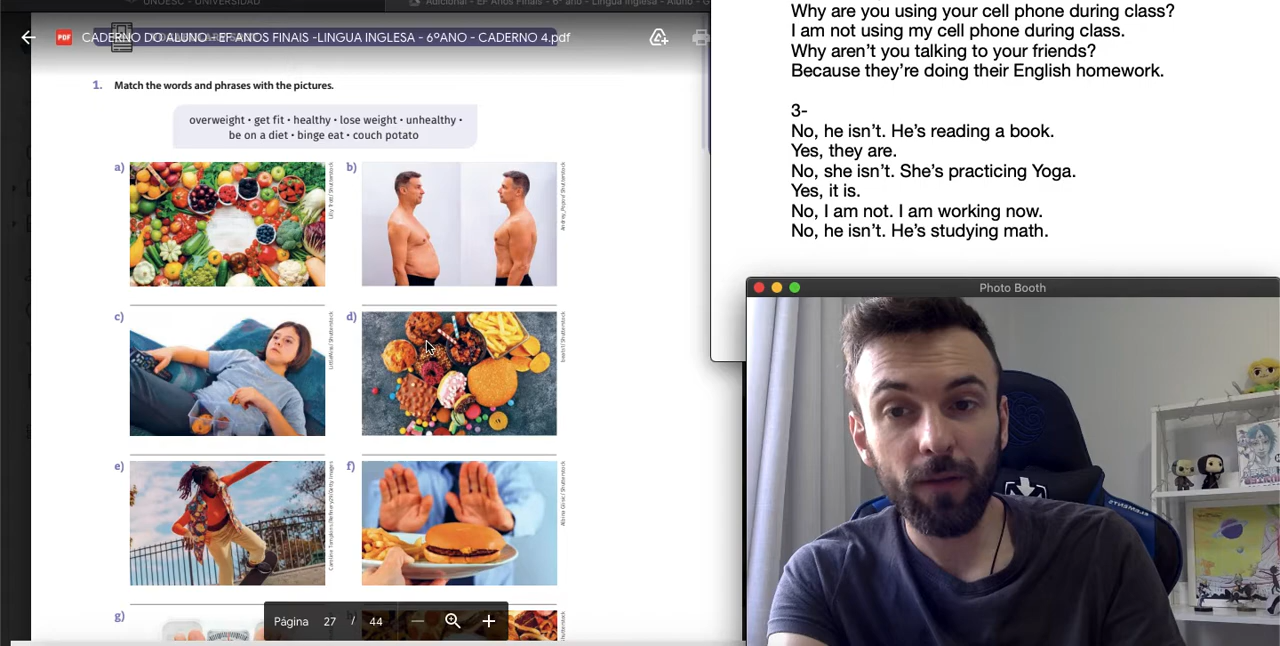 CADERNO DO ALUNO - EF ANOS FINAIS -LINGUA INGLESA - 6ºANO - CADERNO 4.pdf
PDF
1. Match the words and phrases with the pictures.
overweight • get fit • healthy • lose weight • unhealthy •
be on a diet • binge eat • couch potato
a)
b)
c)
d)
e)
f)
g)
h)
Página 27 / 44
Why are you using your cell phone during class?
I am not using my cell phone during class.
Why aren’t you talking to your friends?
Because they’re doing their English homework.
3-
No, he isn’t. He’s reading a book.
Yes, they are.
No, she isn’t. She’s practicing Yoga.
Yes, it is.
No, I am not. I am working now.
No, he isn’t. He’s studying math.
Photo Booth